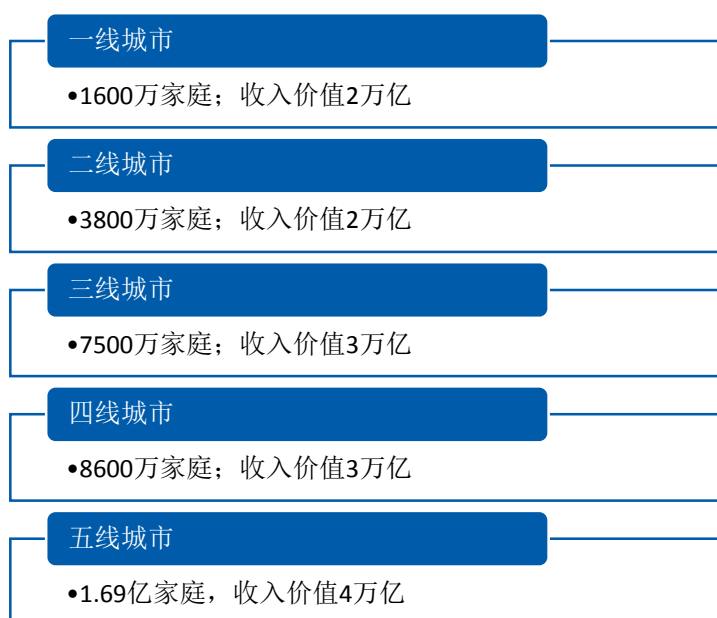 一线城市
•1600万家庭；收入价值2万亿
二线城市
•3800万家庭；收入价值2万亿
三线城市
•7500万家庭；收入价值3万亿
四线城市
•8600万家庭；收入价值3万亿
五线城市
•1.69亿家庭，收入价值4万亿